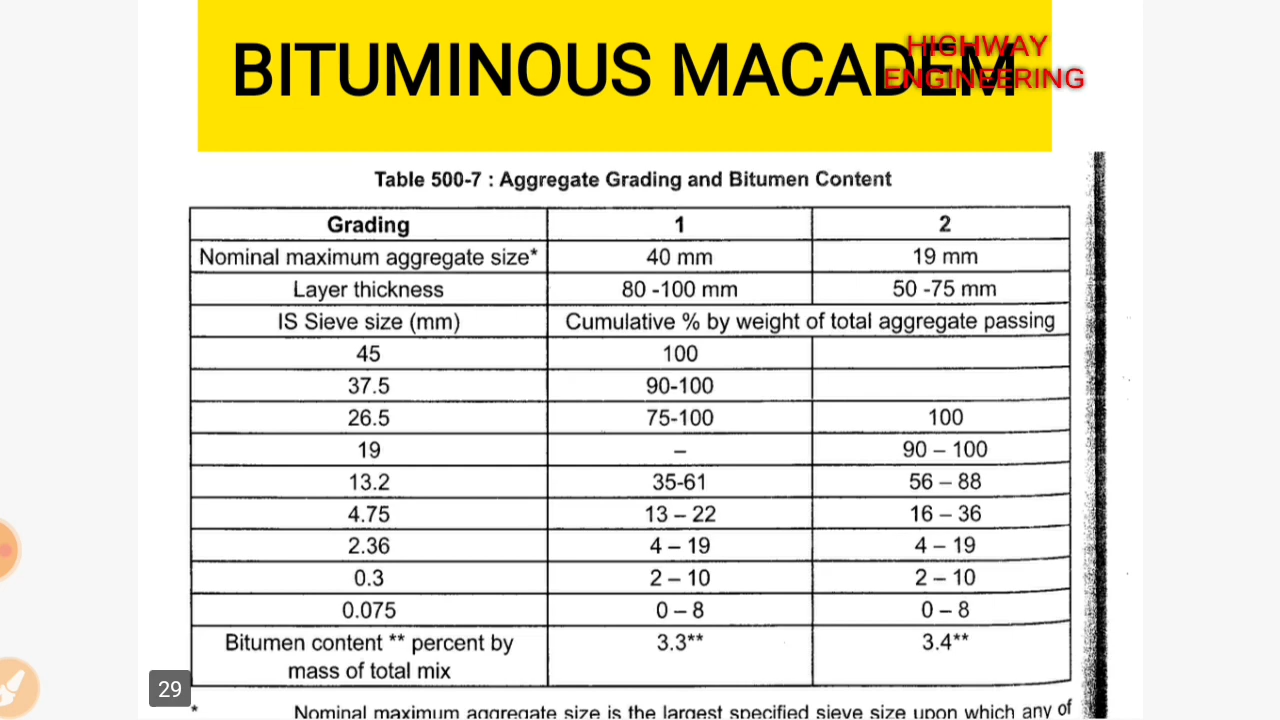 BITUMINOUS MACADEM
HIGHWAY
ENGINEERING
Table 500-7 : Aggregate Grading and Bitumen Content
Grading 1 2
Nominal maximum aggregate size* 40 mm 19 mm
Layer thickness 80 -100 mm 50 -75 mm
IS Sieve size (mm) Cumulative % by weight of total aggregate passing
45 100
37.5 90-100
26.5 75-100 100
19 – 90 – 100
13.2 35-61 56 – 88
4.75 13 – 22 16 – 36
2.36 4 – 19 4 – 19
0.3 2 – 10 2 – 10
0.075 0 – 8 0 – 8
Bitumen content ** percent by 3.3** 3.4**
mass of total mix
29
* Nominal maximum aggregate size is the largest specified sieve size upon which any of